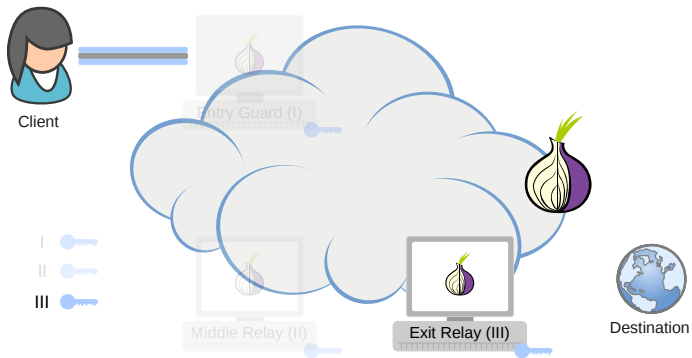 Entry Guard (I)
Client
I
II
III
Middle Relay (II)
Exit Relay (III)
Destination